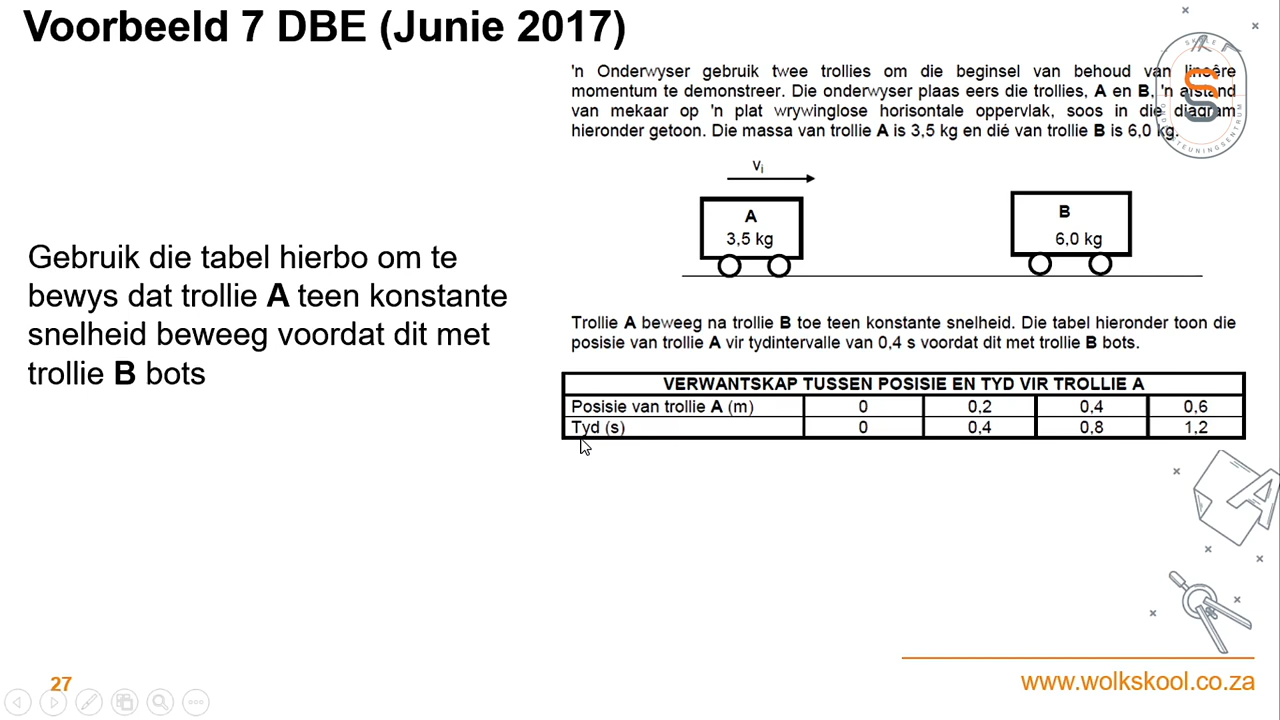 Voorbeeld 7 DBE (Junie 2017)
'n Onderwyser gebruik twee trollies om die beginsel van behoud van lineêre
momentum te demonstreer. Die onderwyser plaas eers die trollies, A en B, 'n afstand
van mekaar op 'n plat wrywinglose horisontale oppervlak, soos in die diagram
hieronder getoon. Die massa van trollie A is 3,5 kg en dié van trollie B is 6,0 kg.
vi
A
3,5 kg
B
6,0 kg
Gebruik die tabel hierbo om te
bewys dat trollie A teen konstante
snelheid beweeg voordat dit met
trollie B bots
Trollie A beweeg na trollie B toe teen konstante snelheid. Die tabel hieronder toon die
posisie van trollie A vir tydintervalle van 0,4 s voordat dit met trollie B bots.
VERWANTSKAP TUSSEN POSISIE EN TYD VIR TROLLIE A
Posisie van trollie A (m) 0 0,2 0,4 0,6
Tyd (s) 0 0,4 0,8 1,2
27
www.wolkskool.co.za